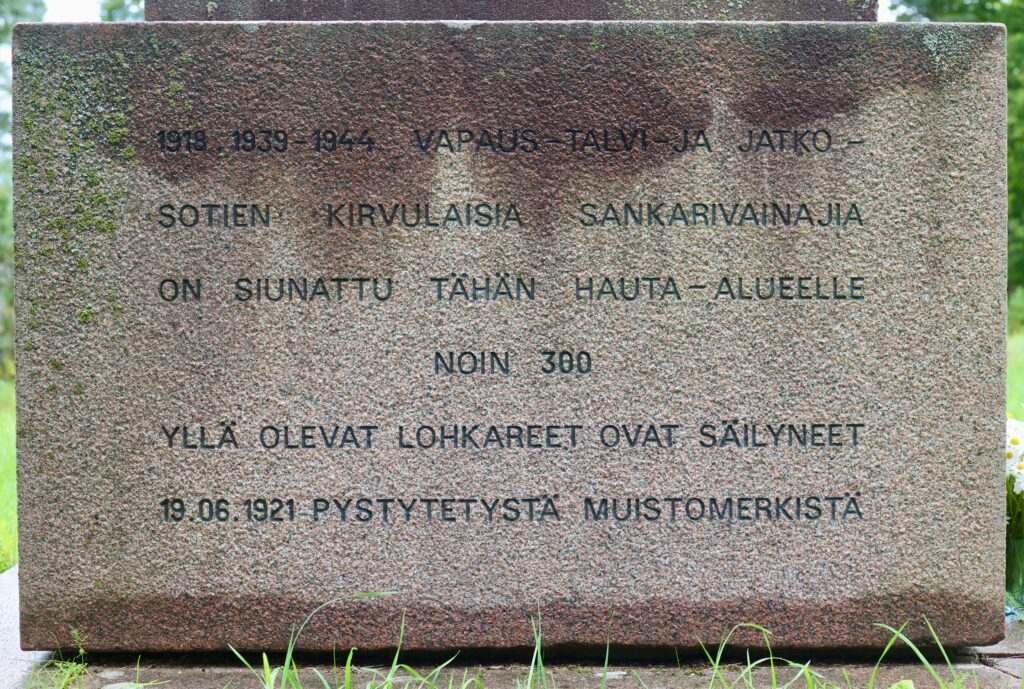 1918, 1939-1944 VAPAUS-TALVI-JA JATKO-
SOTIEN KIRVULAISIA SANKARIVAINAJIA
ON SIUNATTU TÄHÄN HAUTA-ALUEELLE
NOIN 300
YLLÄ OLEVAT LOHKAREET OVAT SÄILYNEET
19.06.1921 PYSTYTETYSTÄ MUISTOMERKISTÄ